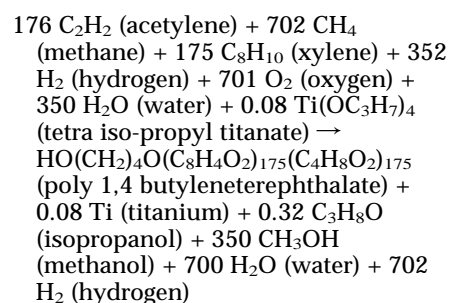 176 C₂H₂ (acetylene) + 702 CH₄
(methane) + 175 C₈H₁₀ (xylene) + 352
H₂ (hydrogen) + 701 O₂ (oxygen) +
350 H₂O (water) + 0.08 Ti(OC₃H₇)₄
(tetra iso-propyl titanate) →
HO(CH₂)₄O(C₈H₄O₂)₁₇₅(C₄H₈O₂)₁₇₅
(poly 1,4 butyleneterephthalate) +
0.08 Ti (titanium) + 0.32 C₃H₈O
(isopropanol) + 350 CH₃OH
(methanol) + 700 H₂O (water) + 702
H₂ (hydrogen)